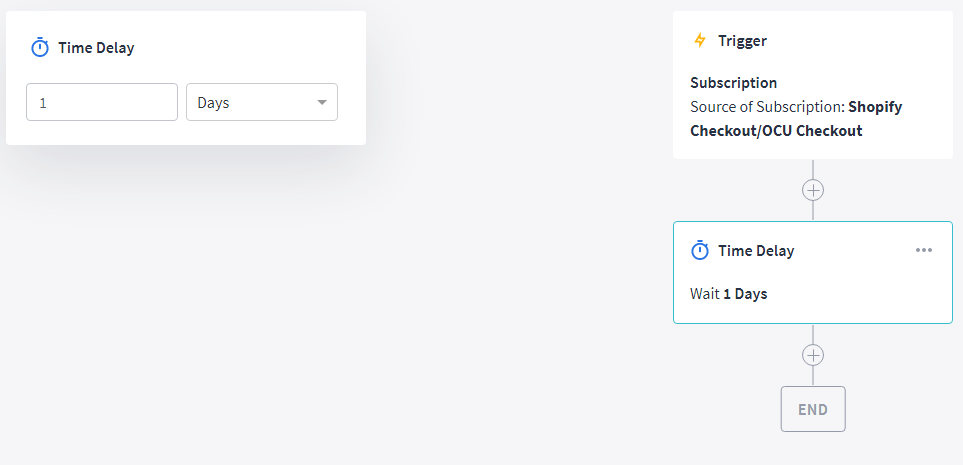 Time Delay
1 Days
Trigger
Subscription
Source of Subscription: Shopify
Checkout/OCU Checkout
Time Delay
Wait 1 Days
END